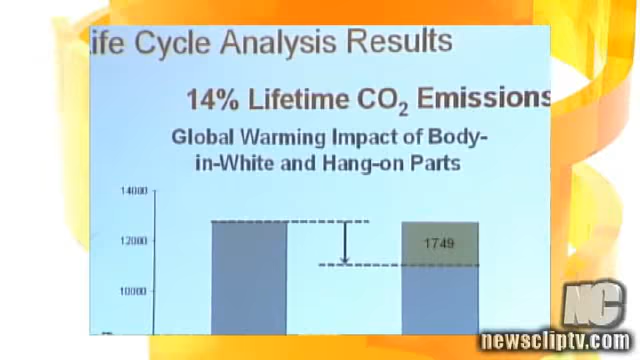 Life Cycle Analysis Results
14% Lifetime CO2 Emissions
Global Warming Impact of Body-
in-White and Hang-on Parts
14000
12000
1749
10000
NC
newscliptv.com